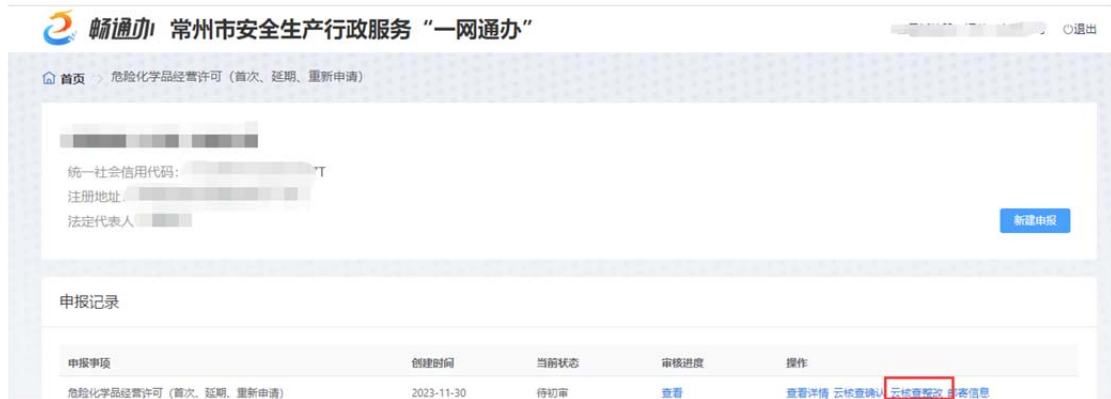 畅通办 常州市安全生产行政服务“一网通办”
退出
首页 > 危险化学品经营许可（首次、延期、重新申请）
统一社会信用代码： 7T
注册地址
法定代表人
新建申报
申报记录
申报事项 创建时间 当前状态 审核进度 操作
危险化学品经营许可（首次、延期、重新申请） 2023-11-30 待初审 查看 查看详情 云核查确认 云核查整改 邮寄信息